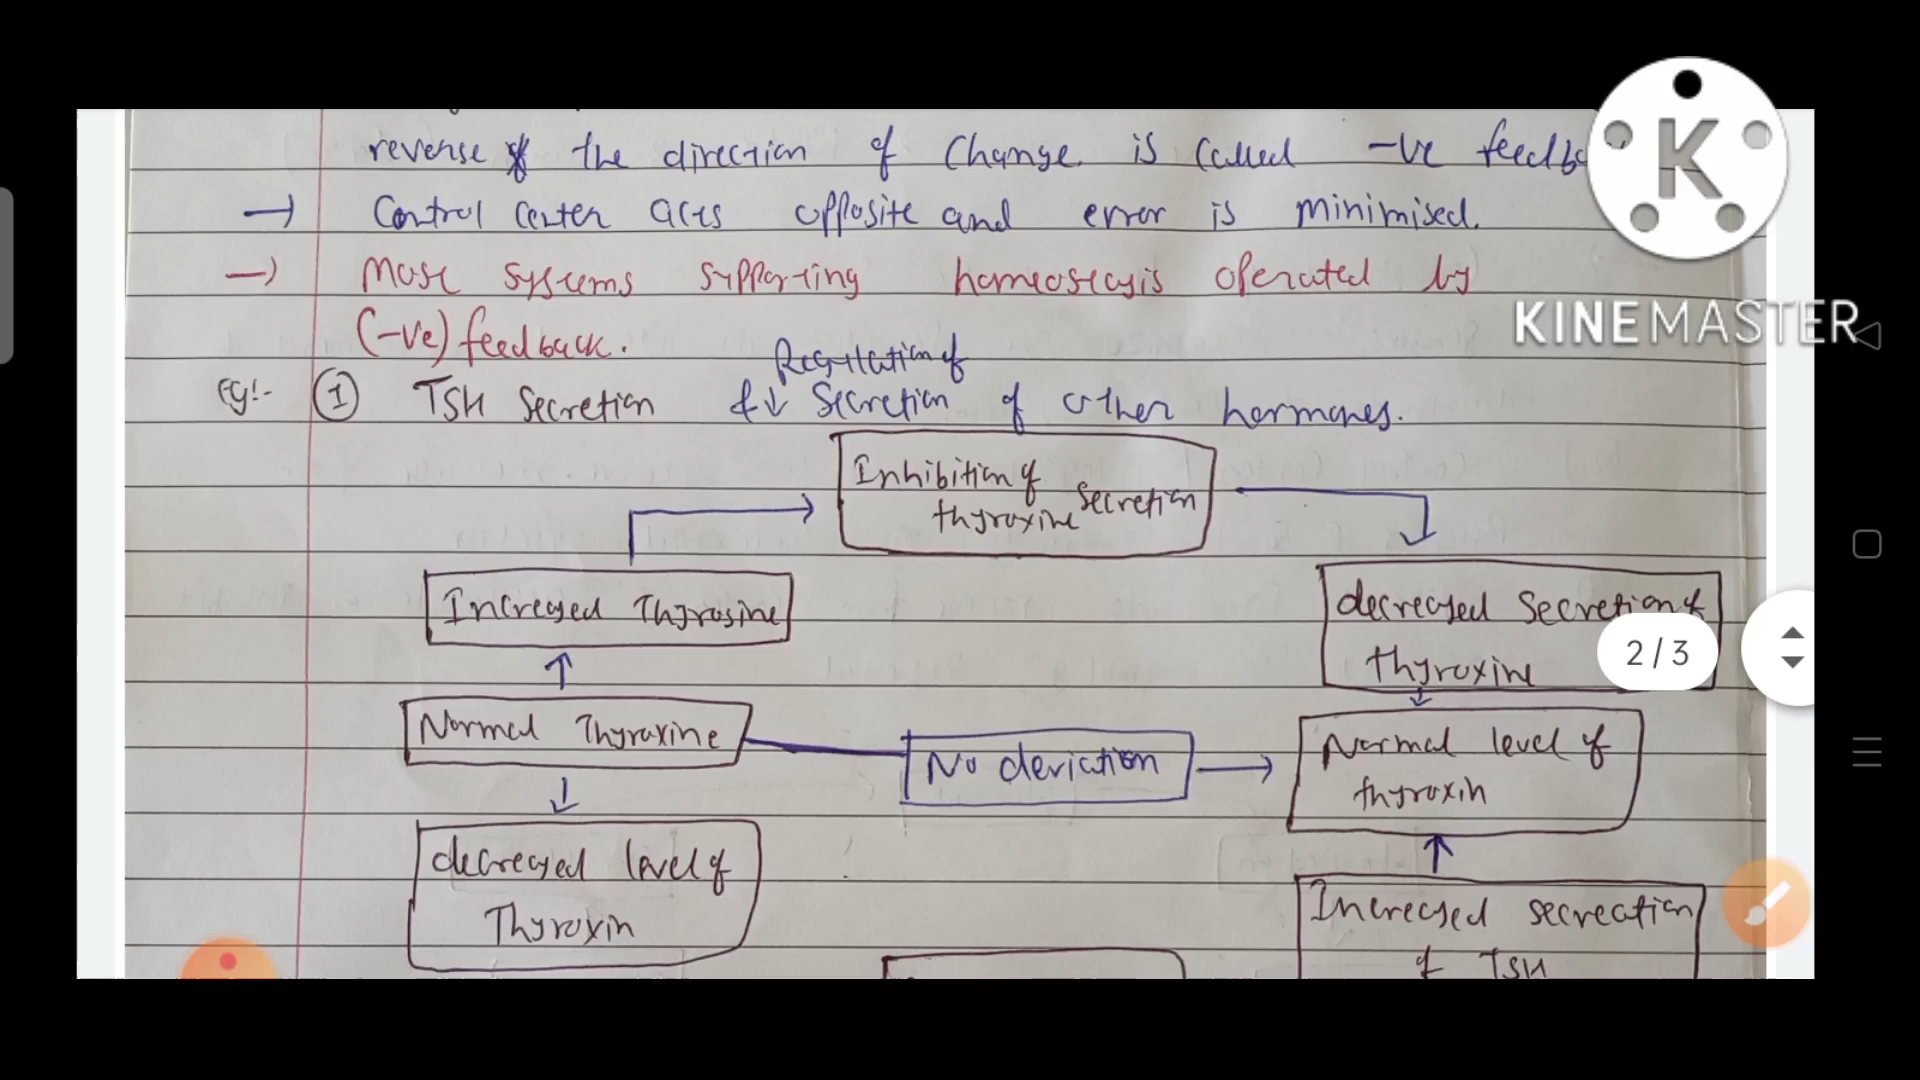 reverse of the direction of Change. is Called -ve feedba
K
→ Control Center acts opposite and error is minimised.
→ Most systems supporting homeostasis operated by
KINEMASTER
(-ve) feedback.
Regulation of
Eg:- ① TSH Secretion & ↓ Secretion of other hormones.
Inhibition of
thyroxine Secretion
Increased Thyrosine
decreased Secretion of
thyroxine
2/3
Normal Thyroxine
No deviation
Normal level of
thyroxin
decreased level of
Thyroxin
Increased secreation
of TSH